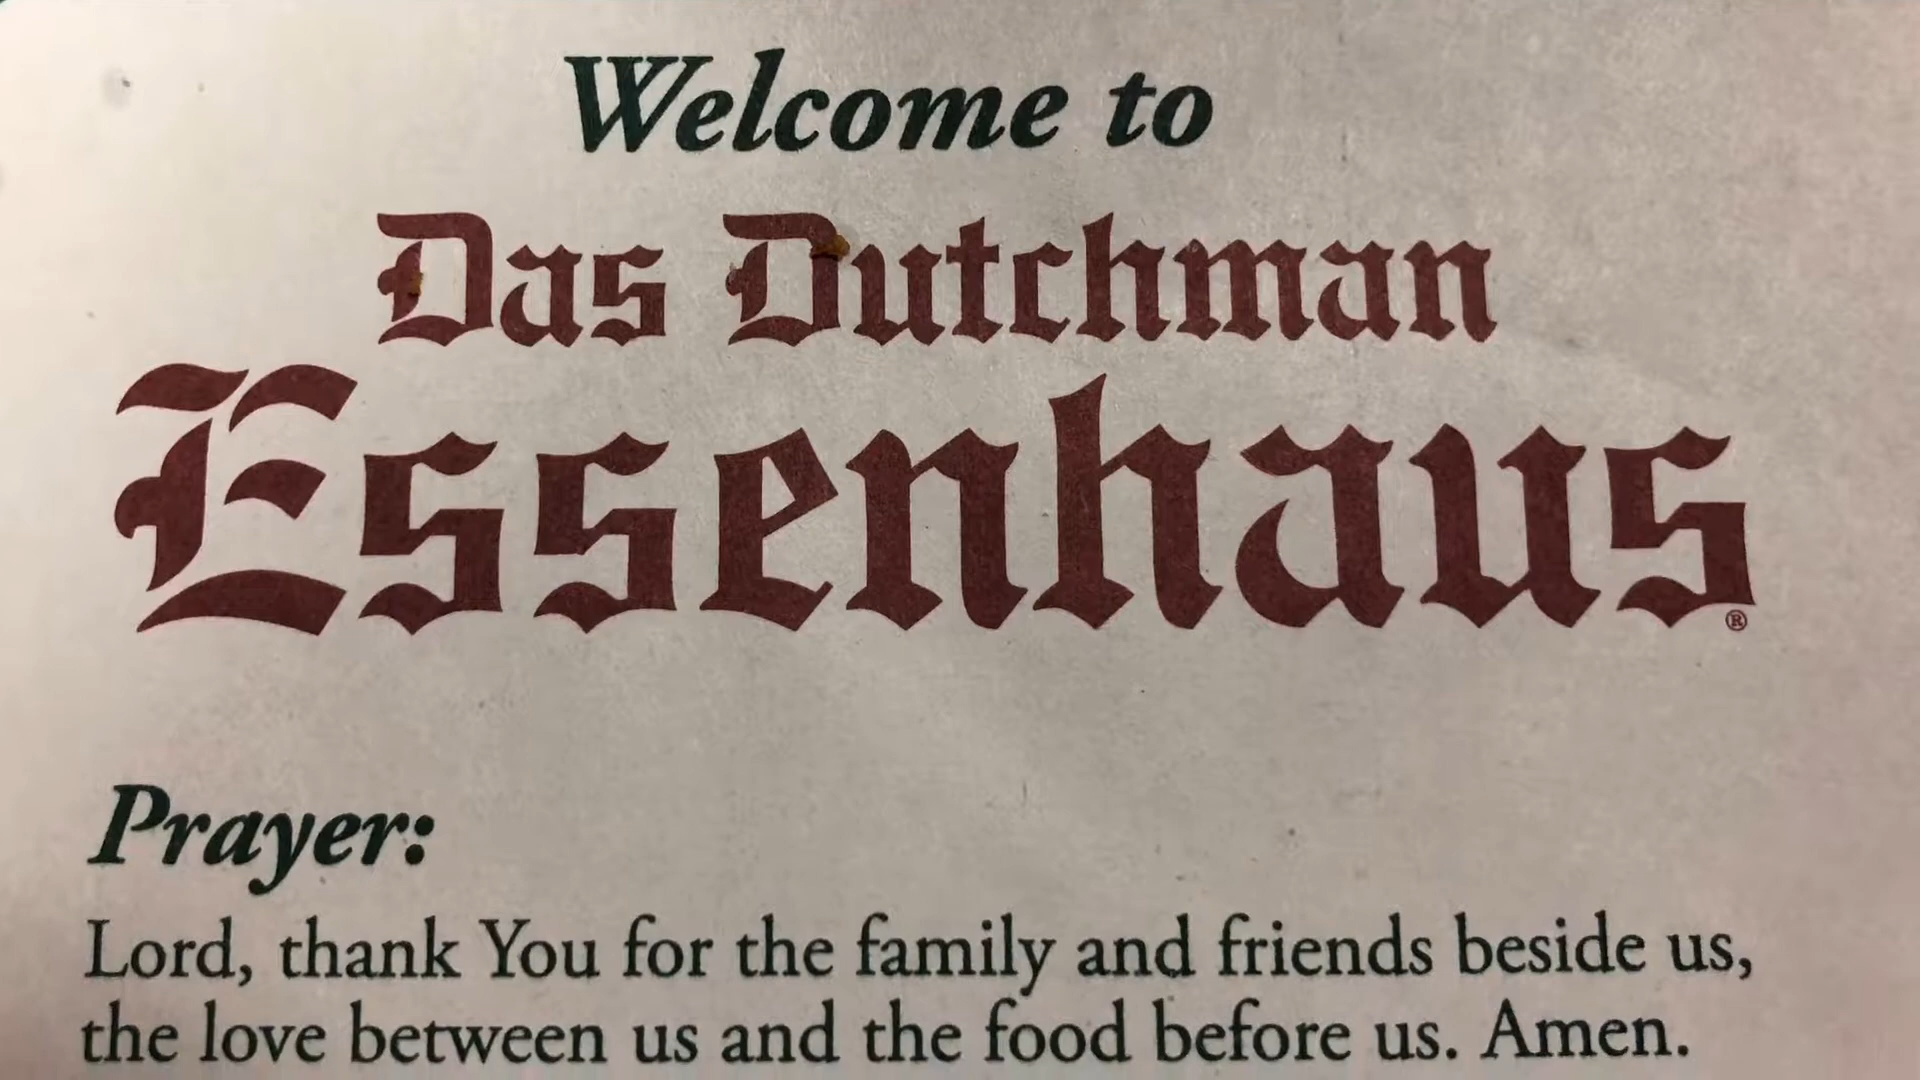 Welcome to
Das Dutchman
Essenhaus®
Prayer:
Lord, thank You for the family and friends beside us,
the love between us and the food before us. Amen.